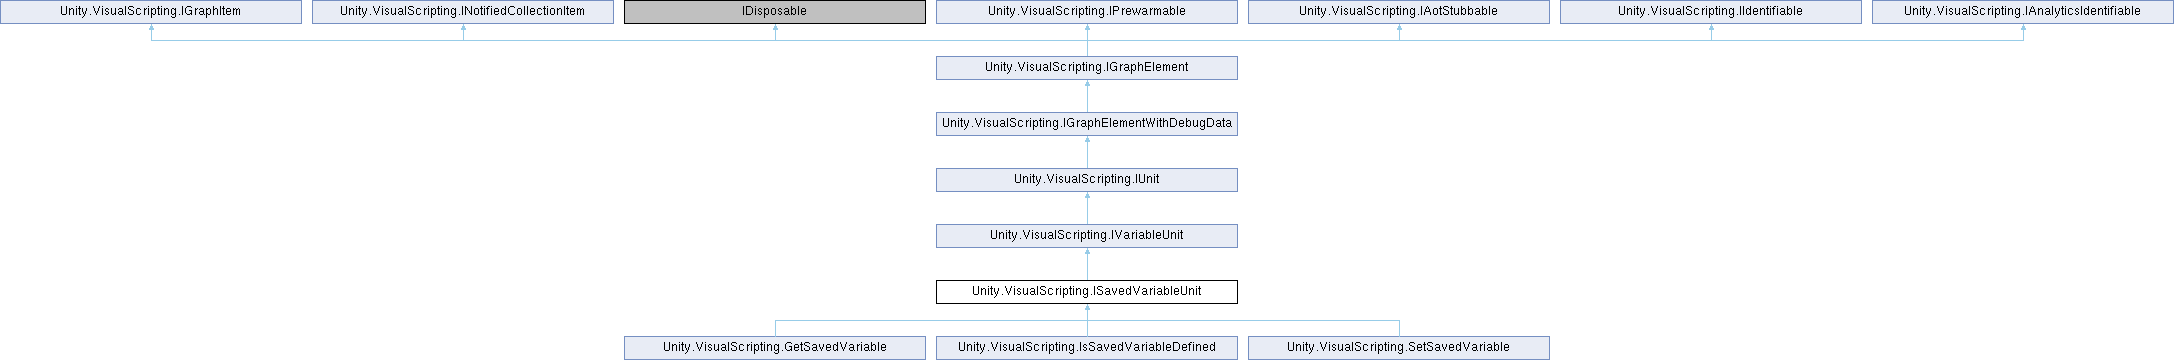 Unity.VisualScripting.IGraphItem
Unity.VisualScripting.INotifiedCollectionItem
IDisposable
Unity.VisualScripting.IPrewarmable
Unity.VisualScripting.IAotStubbable
Unity.VisualScripting.IIdentifiable
Unity.VisualScripting.IAnalyticsIdentifiable
Unity.VisualScripting.IGraphElement
Unity.VisualScripting.IGraphElementWithDebugData
Unity.VisualScripting.IUnit
Unity.VisualScripting.IVariableUnit
Unity.VisualScripting.ISavedVariableUnit
Unity.VisualScripting.GetSavedVariable
Unity.VisualScripting.IsSavedVariableDefined
Unity.VisualScripting.SetSavedVariable